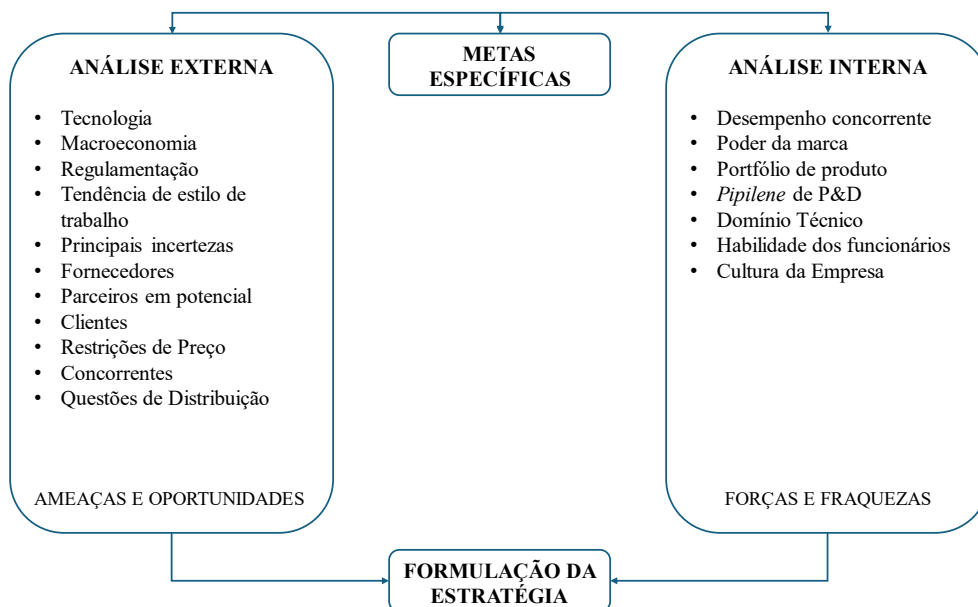 METAS
ESPECÍFICAS
ANÁLISE EXTERNA
• Tecnologia
• Macroeconomia
• Regulamentação
• Tendência de estilo de
trabalho
• Principais incertezas
• Fornecedores
• Parceiros em potencial
• Clientes
• Restrições de Preço
• Concorrentes
• Questões de Distribuição
AMEAÇAS E OPORTUNIDADES
ANÁLISE INTERNA
• Desempenho concorrente
• Poder da marca
• Portfólio de produto
• Pipilene de P&D
• Domínio Técnico
• Habilidade dos funcionários
• Cultura da Empresa
FORÇAS E FRAQUEZAS
FORMULAÇÃO DA
ESTRATÉGIA